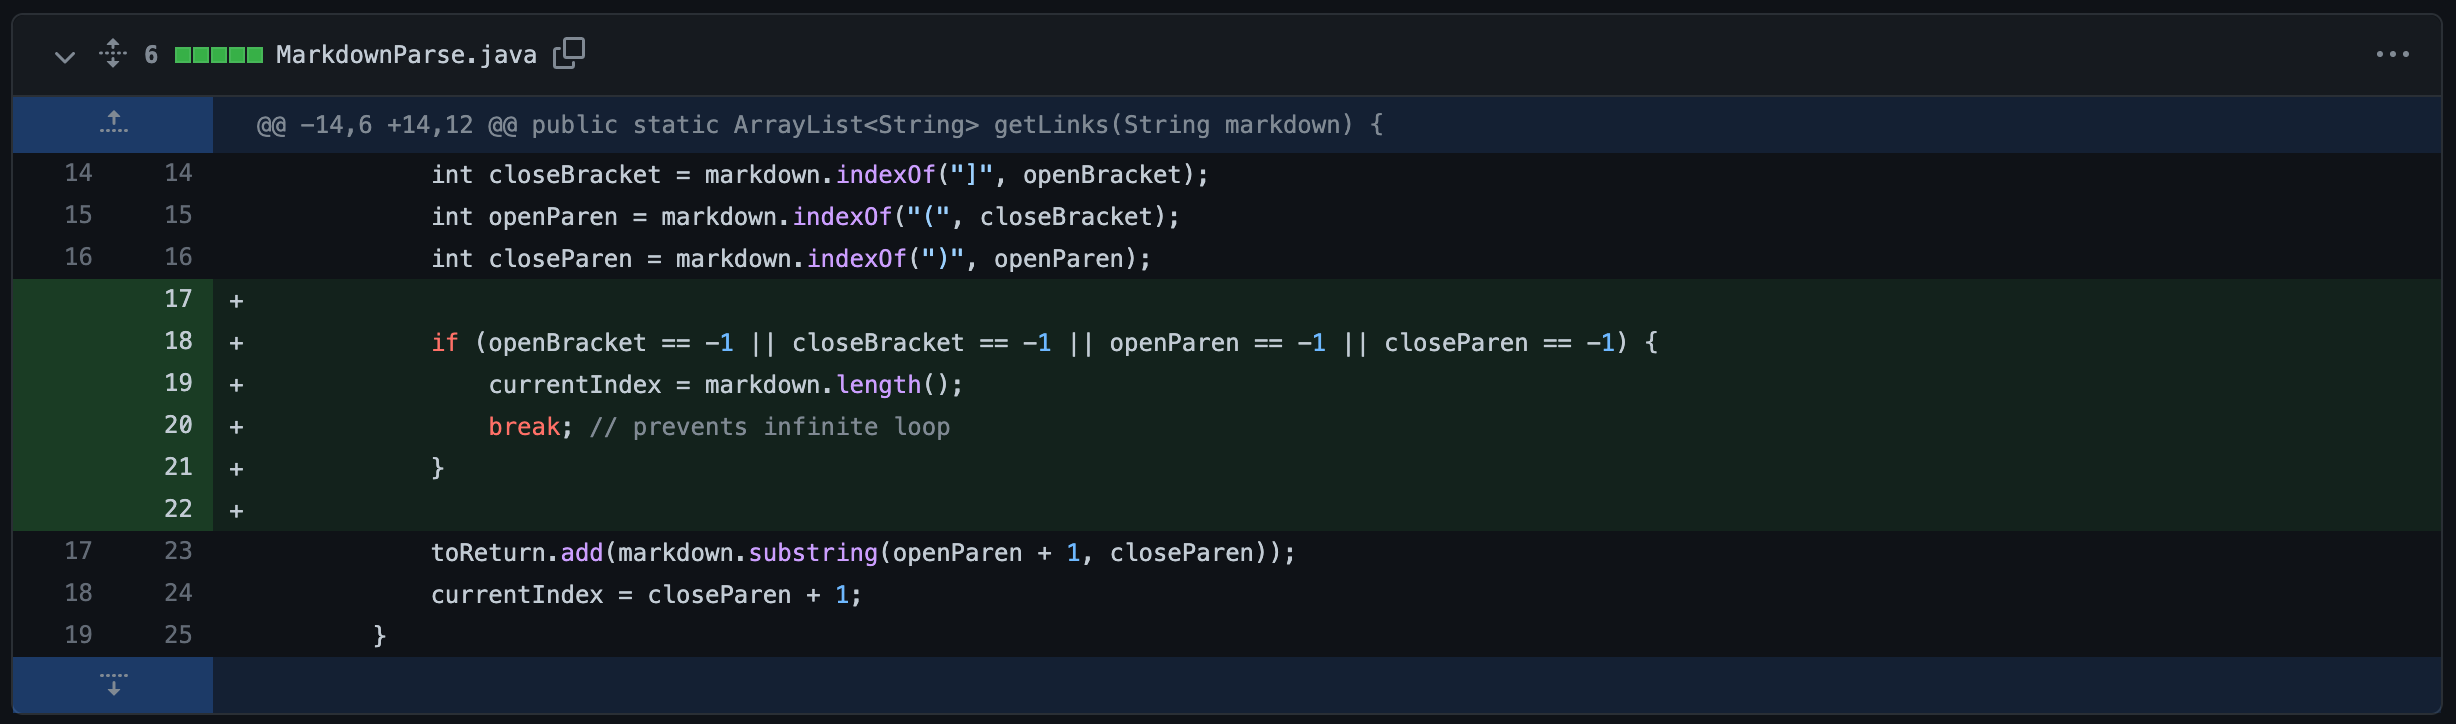 6 MarkdownParse.java
@@ -14,6 +14,12 @@ public static ArrayList<String> getLinks(String markdown) {
14 14 int closeBracket = markdown.indexOf("]", openBracket);
15 15 int openParen = markdown.indexOf("(", closeBracket);
16 16 int closeParen = markdown.indexOf(")", openParen);
17 +
18 + if (openBracket == -1 || closeBracket == -1 || openParen == -1 || closeParen == -1) {
19 + currentIndex = markdown.length();
20 + break; // prevents infinite loop
21 + }
22 +
17 23 toReturn.add(markdown.substring(openParen + 1, closeParen));
18 24 currentIndex = closeParen + 1;
19 25 }